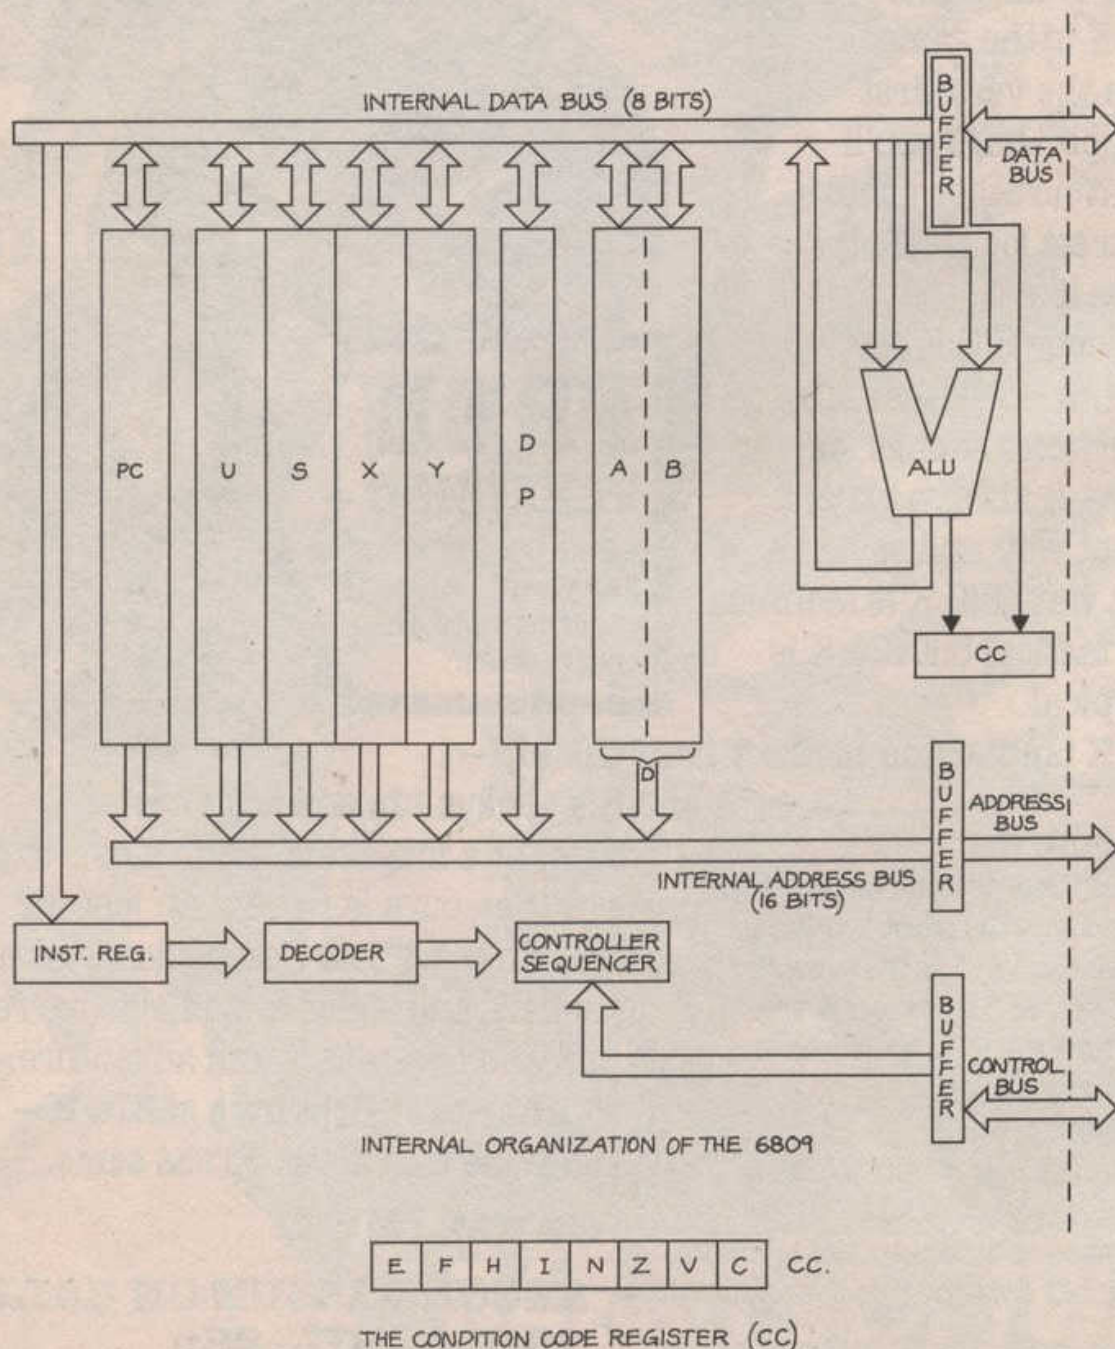 INTERNAL DATA BUS (8 BITS)
BUFFER
DATA
BUS
PC
U
S
X
Y
D
P
A
B
ALU
CC
D
BUFFER
ADDRESS
BUS
INTERNAL ADDRESS BUS
(16 BITS)
INST. REG.
DECODER
CONTROLLER
SEQUENCER
BUFFER
CONTROL
BUS
INTERNAL ORGANIZATION OF THE 6809
E F H I N Z V C CC.
THE CONDITION CODE REGISTER (CC)